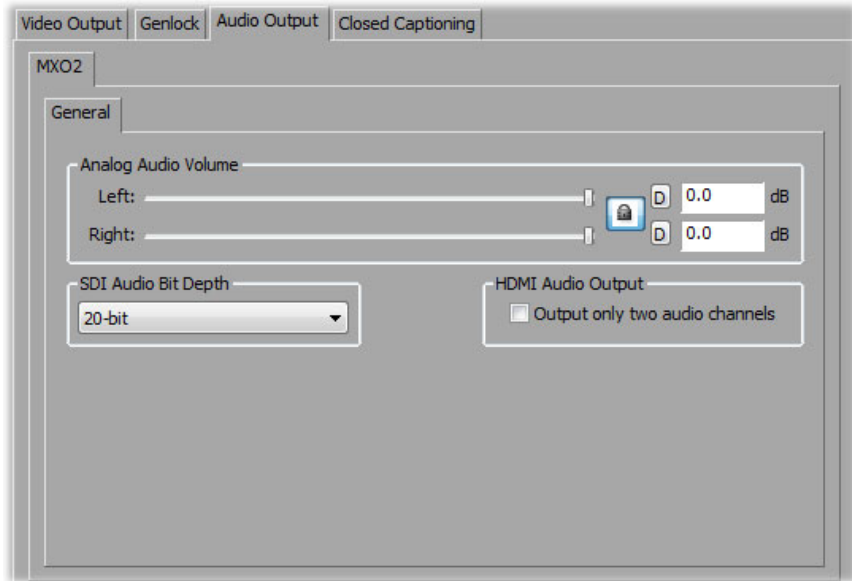 Video Output Genlock Audio Output Closed Captioning
MXO2
General
Analog Audio Volume
Left: D 0.0 dB
Right: D 0.0 dB
SDI Audio Bit Depth HDMI Audio Output
20-bit Output only two audio channels